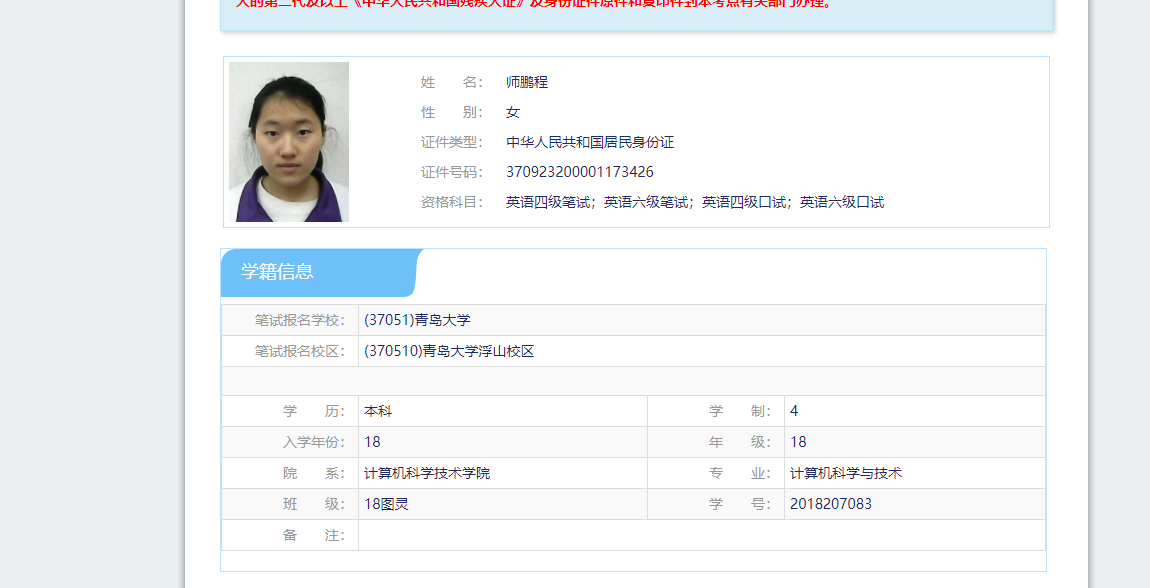 人的第二代及以上《中华人民共和国残疾人证》及身份证件原件和复印件到本考点有关部门办理。
姓 名： 师鹏程
性 别： 女
证件类型： 中华人民共和国居民身份证
证件号码： 370923200001173426
资格科目： 英语四级笔试；英语六级笔试；英语四级口试；英语六级口试
学籍信息
笔试报名学校： (37051)青岛大学
笔试报名校区： (370510)青岛大学浮山校区
学 历： 本科 学 制： 4
入学年份： 18 年 级： 18
院 系： 计算机科学技术学院 专 业： 计算机科学与技术
班 级： 18图灵 学 号： 2018207083
备 注：